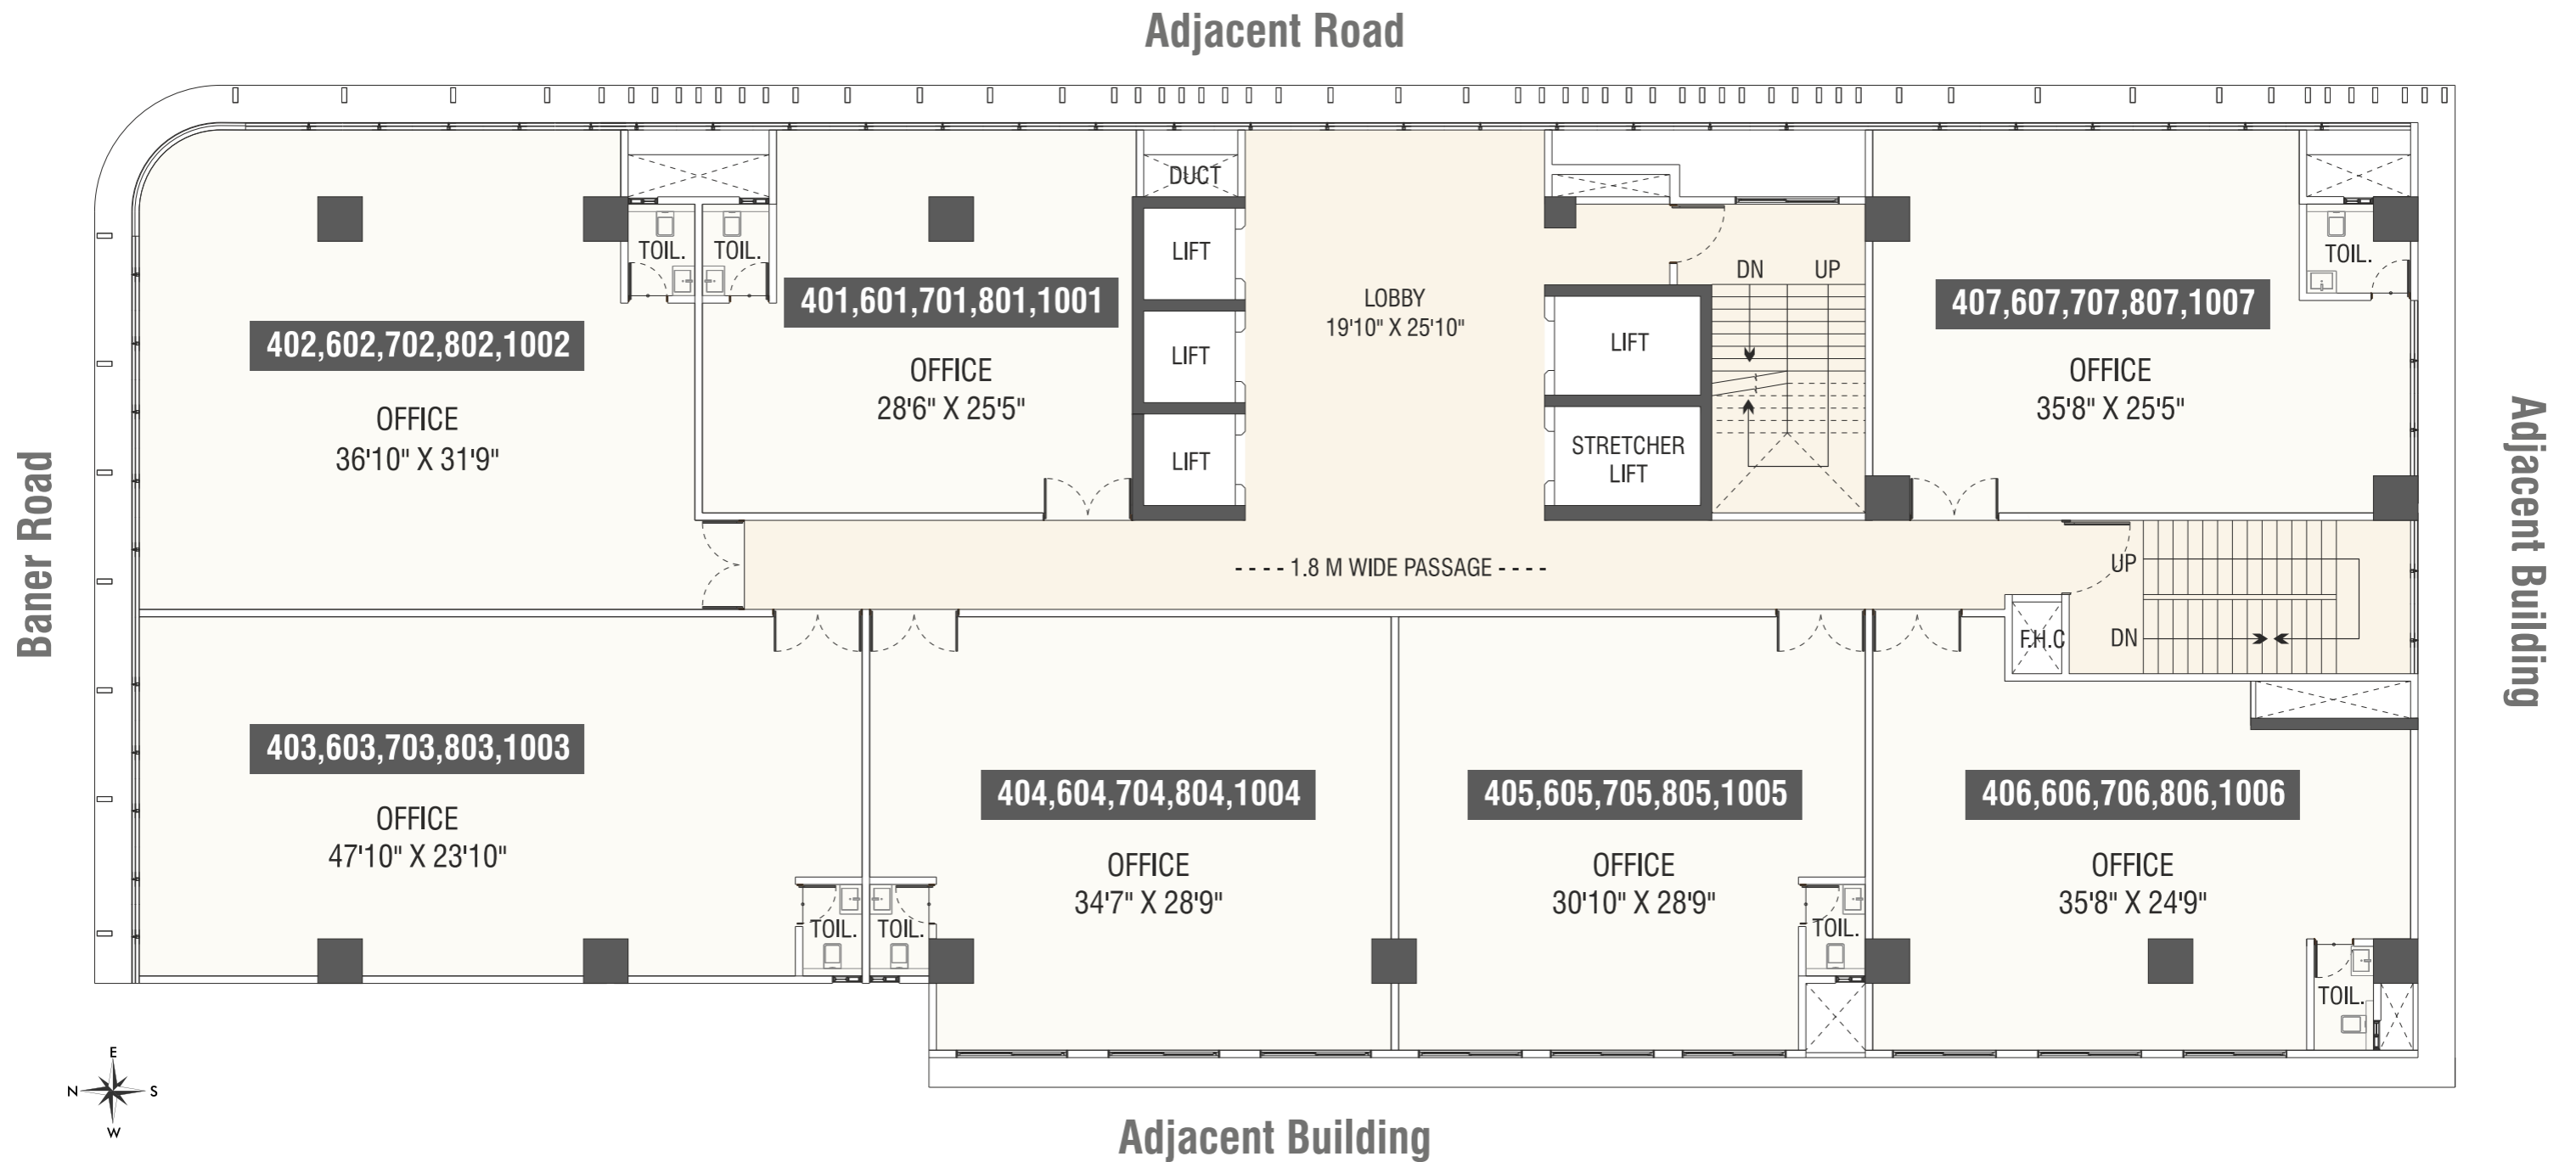 Adjacent Road
DUCT
TOIL.
TOIL.
LIFT
TOIL.
DN
UP
401,601,701,801,1001
LOBBY
19'10" X 25'10"
407,607,707,807,1007
402,602,702,802,1002
LIFT
LIFT
OFFICE
28'6" X 25'5"
OFFICE
35'8" X 25'5"
OFFICE
36'10" X 31'9"
LIFT
STRETCHER
LIFT
Baner Road
Adjacent Building
---- 1.8 M WIDE PASSAGE ----
UP
F.H.C
DN
403,603,703,803,1003
404,604,704,804,1004
405,605,705,805,1005
406,606,706,806,1006
OFFICE
47'10" X 23'10"
OFFICE
34'7" X 28'9"
OFFICE
30'10" X 28'9"
OFFICE
35'8" X 24'9"
TOIL.
TOIL.
TOIL.
TOIL.
E
N
S
W
Adjacent Building